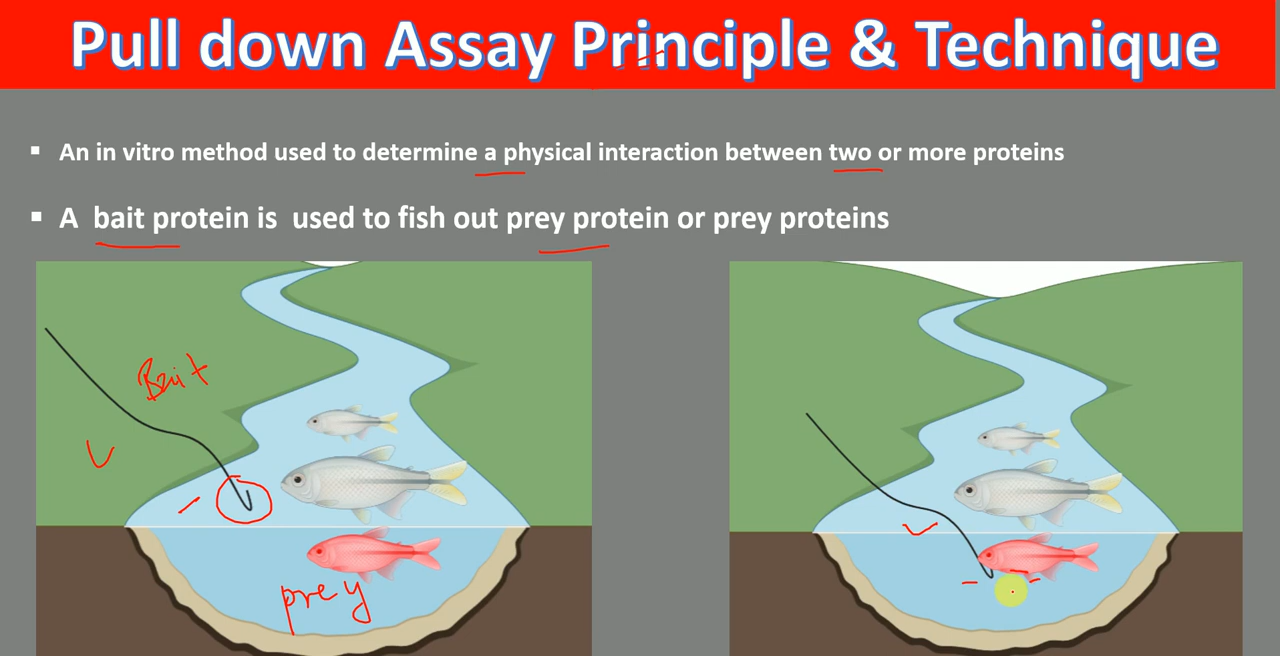 Pull down Assay Principle & Technique
▪ An in vitro method used to determine a physical interaction between two or more proteins
▪ A bait protein is used to fish out prey protein or prey proteins
Bait
prey